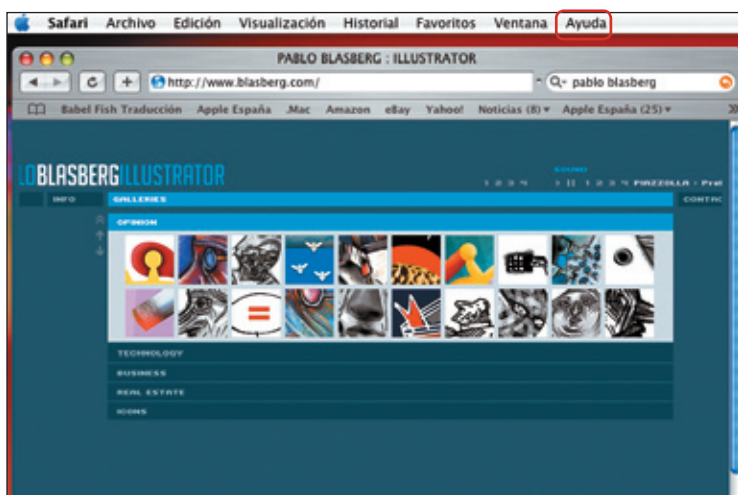 Safari Archivo Edición Visualización Historial Favoritos Ventana Ayuda
PABLO BLASBERG : ILLUSTRATOR
http://www.blasberg.com/ pablo blasberg
Babel Fish Traducción Apple España .Mac Amazon eBay Yahoo! Noticias (8) Apple España (25)
LOBLASBERGILLUSTRATOR
SOUND
1 2 3 4 > || 1 2 3 4 PIAZZOLLA - Prel
INFO GALLERIES CONTAC
OPINION
TECHNOLOGY
BUSINESS
REAL ESTATE
ICONS